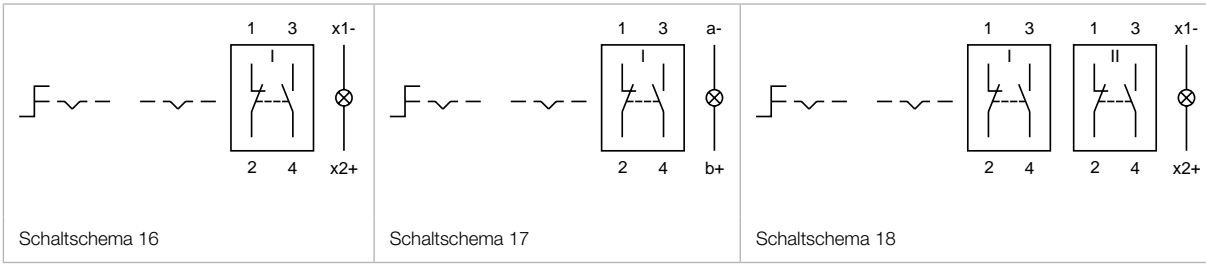 1 3 x1-
I
2 4 x2+
Schaltschema 16
1 3 a-
I
2 4 b+
Schaltschema 17
1 3 1 3 x1-
I II
2 4 2 4 x2+
Schaltschema 18